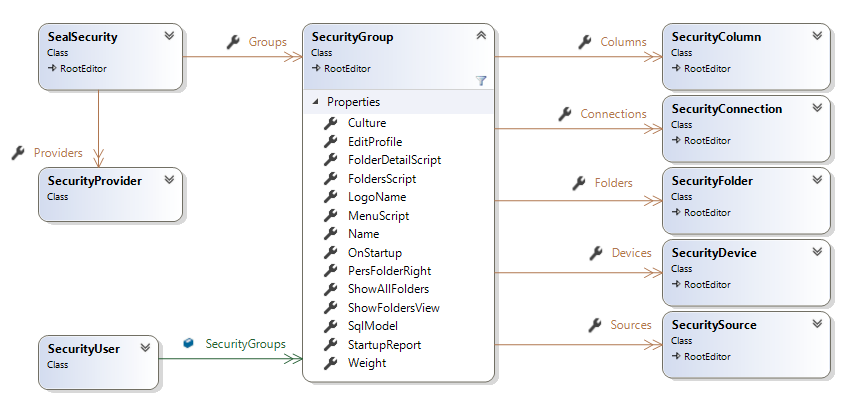 SealSecurity
Class
RootEditor
Groups
Providers
SecurityProvider
Class
SecurityUser
Class
SecurityGroups
SecurityGroup
Class
RootEditor
Properties
Culture
EditProfile
FolderDetailScript
FoldersScript
LogoName
MenuScript
Name
OnStartup
PersFolderRight
ShowAllFolders
ShowFoldersView
SqlModel
StartupReport
Weight
Columns
SecurityColumn
Class
RootEditor
Connections
SecurityConnection
Class
RootEditor
Folders
SecurityFolder
Class
RootEditor
Devices
SecurityDevice
Class
RootEditor
Sources
SecuritySource
Class
RootEditor